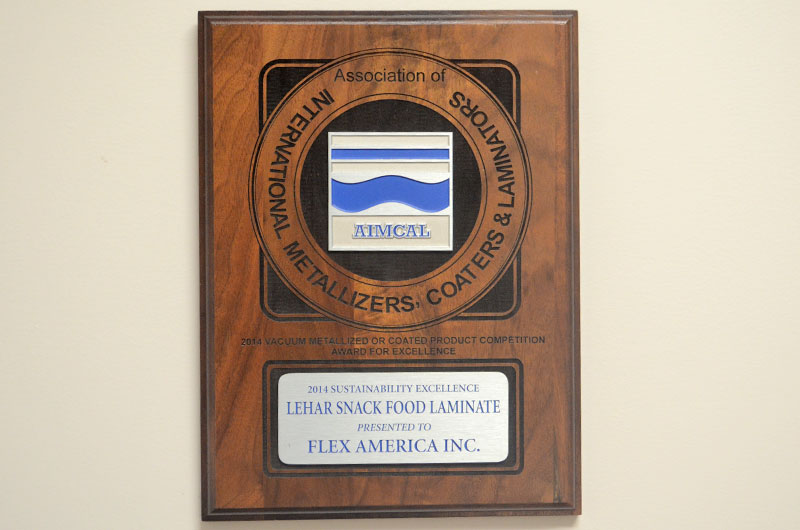 Association of
INTERNATIONAL METALLIZERS, COATERS & LAMINATORS
AIMCAL
2014 VACUUM METALLIZED OR COATED PRODUCT COMPETITION
AWARD FOR EXCELLENCE
2014 SUSTAINABILITY EXCELLENCE
LEHAR SNACK FOOD LAMINATE
PRESENTED TO
FLEX AMERICA INC.